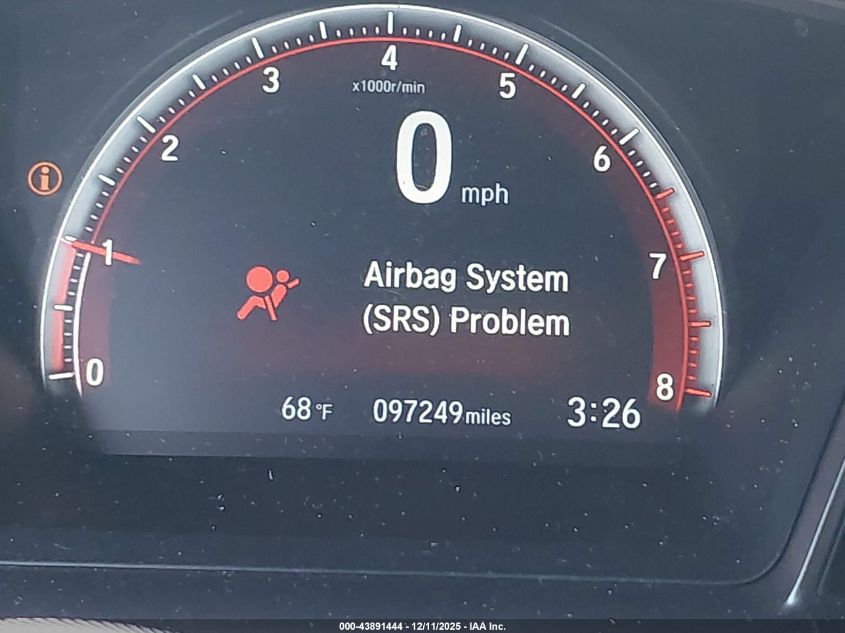 4
3
5
x1000r/min
2
0
6
mph
i
1
7
Airbag System
(SRS) Problem
0
8
68°F 097249miles 3:26
000-43891444 - 12/11/2025 - IAA Inc.